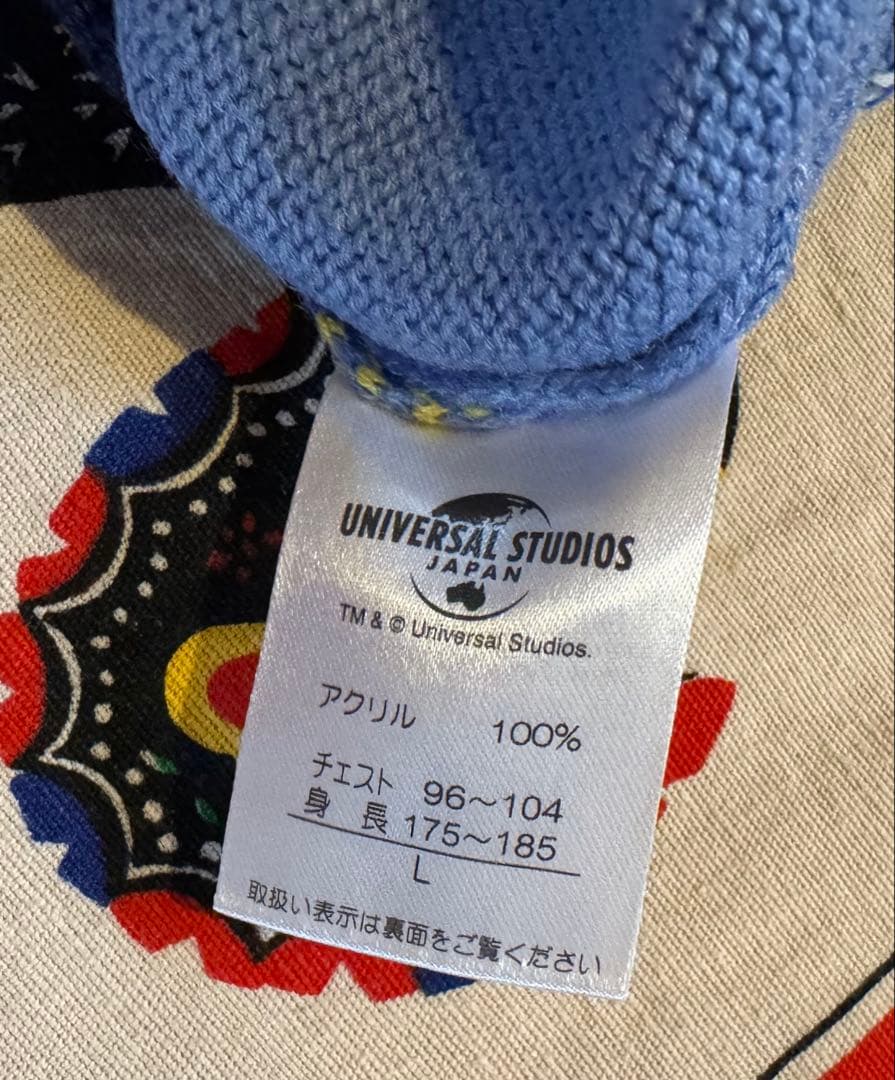 UNIVERSAL STUDIOS
JAPAN
TM & © Universal Studios.
アクリル 100%
チェスト 96〜104
身長 175〜185
L
取扱い表示は裏面をご覧ください